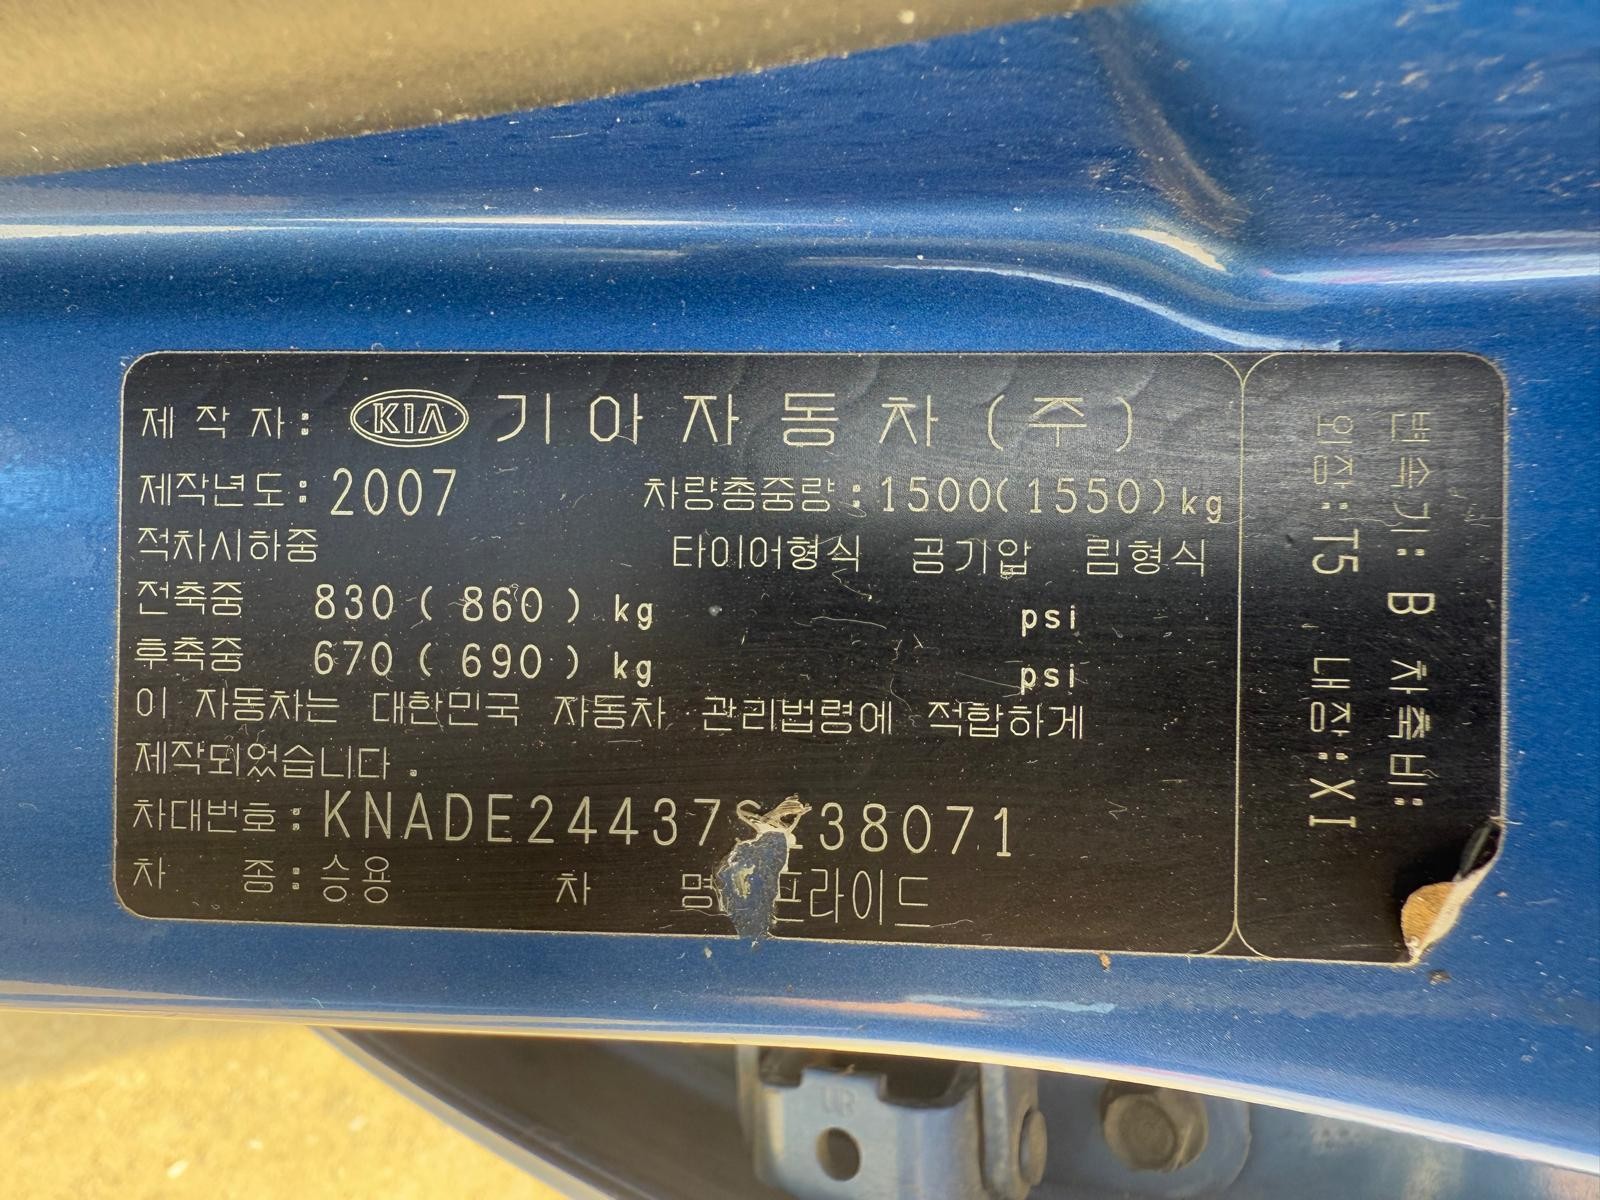 제 작 자 : KIA 기 아 자 동 차 ( 주 )
제작년도 : 2007 차량총중량 : 1500(1550)kg
적차시하중 타이어형식 공기압 림형식
전축중 830 ( 860 ) kg psi
후축중 670 ( 690 ) kg psi
이 자동차는 대한민국 자동차 관리법령에 적합하게
제작되었습니다 .
차대번호 :
차 종 : 승용 차 명 프라이드
변속기: B 차축비:
외장: T5 내장: XI